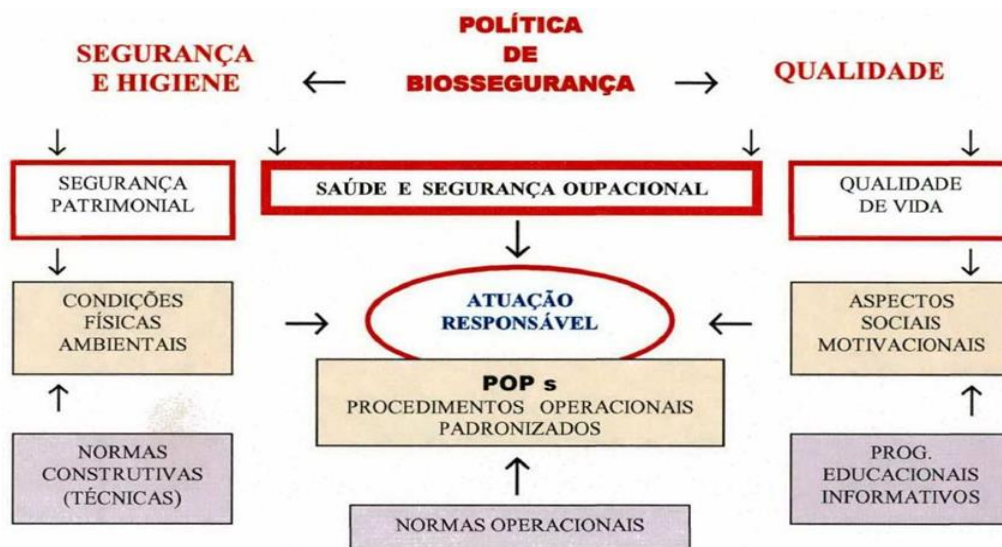 POLÍTICA
DE
BIOSSEGURANÇA
SEGURANÇA
E HIGIENE
QUALIDADE
SEGURANÇA
PATRIMONIAL
SAÚDE E SEGURANÇA OUPACIONAL
QUALIDADE
DE VIDA
CONDIÇÕES
FÍSICAS
AMBIENTAIS
ATUAÇÃO
RESPONSÁVEL
ASPECTOS
SOCIAIS
MOTIVACIONAIS
POP s
PROCEDIMENTOS OPERACIONAIS
PADRONIZADOS
NORMAS
CONSTRUTIVAS
(TÉCNICAS)
NORMAS OPERACIONAIS
PROG.
EDUCACIONAIS
INFORMATIVOS